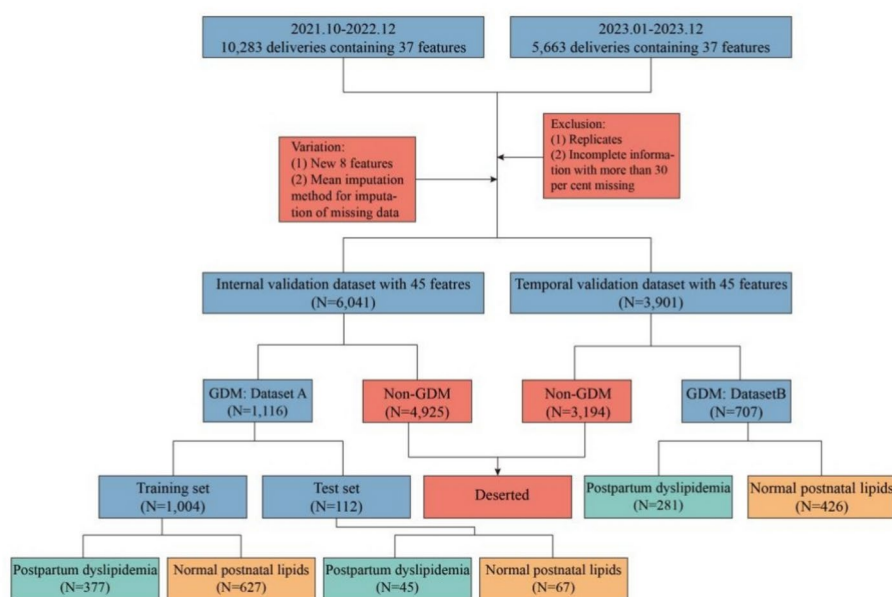 2021.10-2022.12
10,283 deliveries containing 37 features
2023.01-2023.12
5,663 deliveries containing 37 features
Variation:
(1) New 8 features
(2) Mean imputation
method for imputa-
tion of missing data
Exclusion:
(1) Replicates
(2) Incomplete informa-
tion with more than 30
per cent missing
Internal validation dataset with 45 featres
(N=6,041)
Temporal validation dataset with 45 features
(N=3,901)
GDM: Dataset A
(N=1,116)
Non-GDM
(N=4,925)
Non-GDM
(N=3,194)
GDM: DatasetB
(N=707)
Training set
(N=1,004)
Test set
(N=112)
Deserted
Postpartum dyslipidemia
(N=281)
Normal postnatal lipids
(N=426)
Postpartum dyslipidemia
(N=377)
Normal postnatal lipids
(N=627)
Postpartum dyslipidemia
(N=45)
Normal postnatal lipids
(N=67)